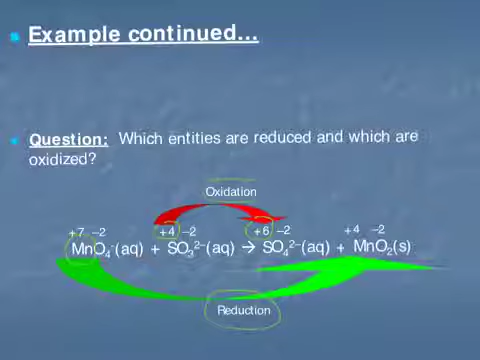 Example continued...
Question: Which entities are reduced and which are
oxidized?
Oxidation
+7 –2 +4 –2 +6 –2 +4 –2
MnO₄⁻(aq) + SO₃²⁻(aq) → SO₄²⁻(aq) + MnO₂(s)
Reduction